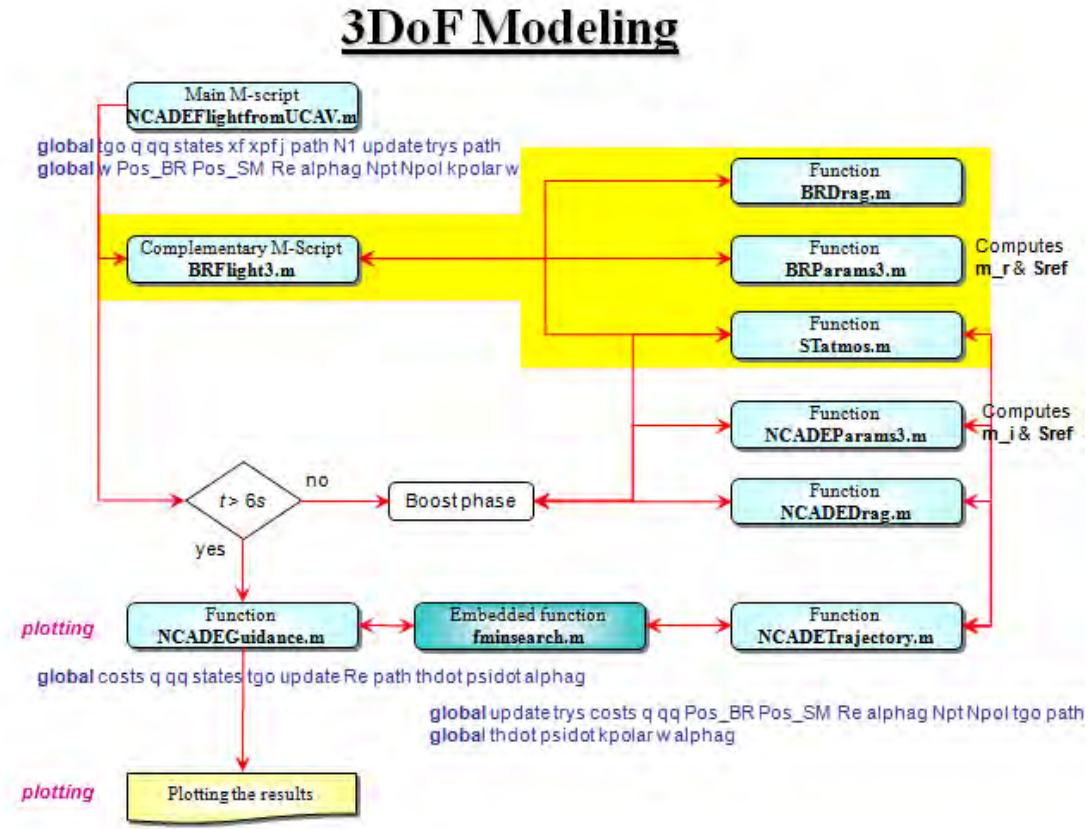 3DoF Modeling
Main M-script
NCADEFlightfromUCAV.m
global tgo q qq states xf xpf j path N1 update trys path
global w Pos_BR Pos_SM Re alphag Npt Npol kpolar w
Function
BRDrag.m
Complementary M-Script
BRFlight3.m
Function
BRParams3.m
Computes
m_r & Sref
Function
STatmos.m
Function
NCADEParams3.m
Computes
m_i & Sref
t > 6s
no
Boost phase
Function
NCADEDrag.m
yes
plotting
Function
NCADEGuidance.m
Embedded function
fminsearch.m
Function
NCADETrajectory.m
global costs q qq states tgo update Re path thdot psidot alphag
global update trys costs q qq Pos_BR Pos_SM Re alphag Npt Npol tgo path
global thdot psidot kpolar w alphag
plotting
Plotting the results